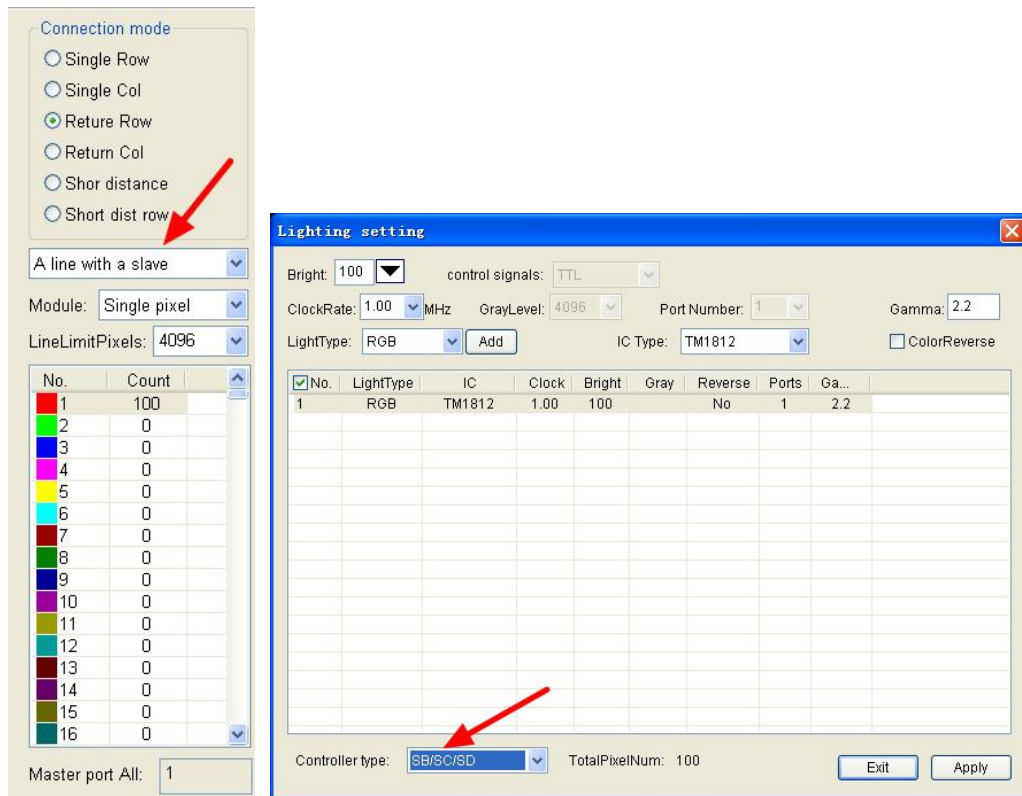 Connection mode
Single Row
Single Col
Reture Row
Return Col
Shor distance
Short dist row
A line with a slave
Module: Single pixel
LineLimitPixels: 4096
No. Count
1 100
2 0
3 0
4 0
5 0
6 0
7 0
8 0
9 0
10 0
11 0
12 0
13 0
14 0
15 0
16 0
Master port All: 1
Lighting setting
Bright: 100 control signals: TTL
ClockRate: 1.00 MHz GrayLevel: 4096 Port Number: 1 Gamma: 2.2
LightType: RGB Add IC Type: TM1812 ColorReverse
No. LightType IC Clock Bright Gray Reverse Ports Ga...
1 RGB TM1812 1.00 100 No 1 2.2
Controller type: SB/SC/SD TotalPixelNum: 100 Exit Apply